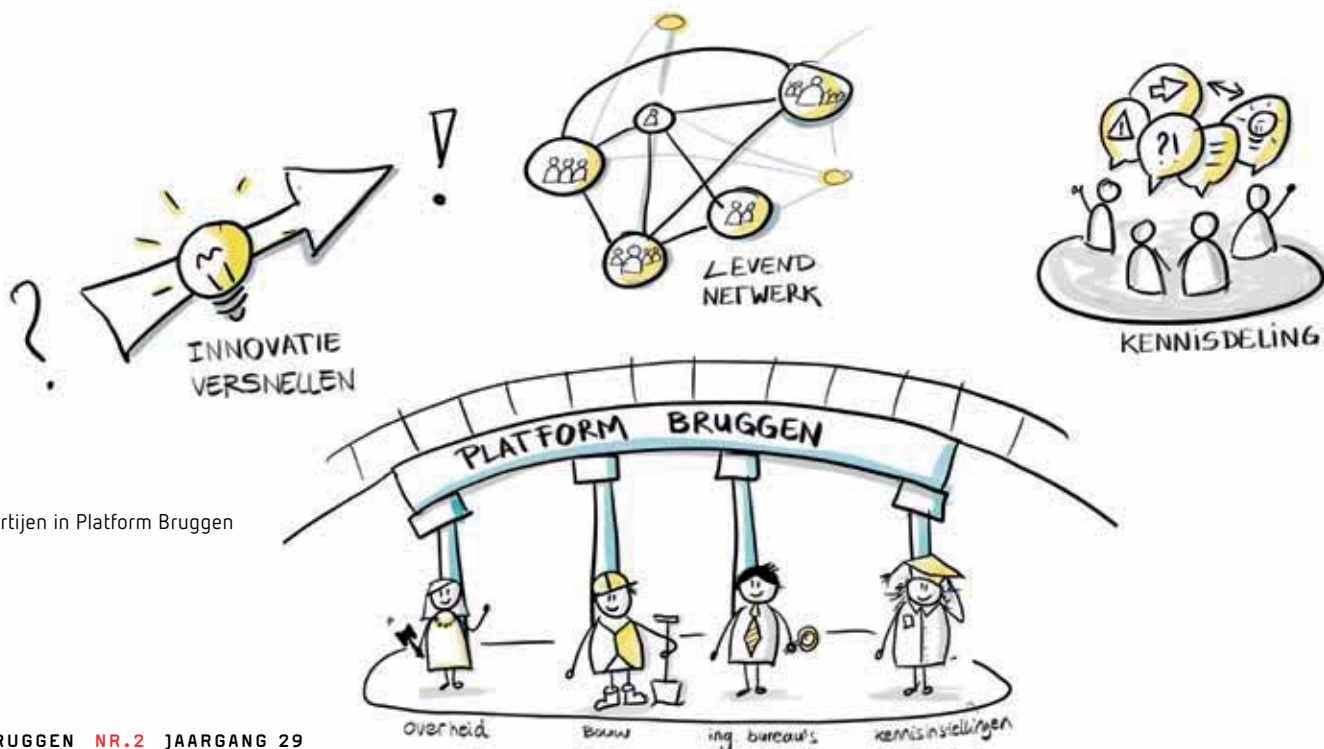 INNOVATIE
VERSNELLEN
LEVEND
NETWERK
KENNISDELING
?
!
?!
PLATFORM BRUGGEN
rtijen in Platform Bruggen
overheid
Bouw
ing. bureau's
kennisinstellingen
RUGGEN NR.2 JAARGANG 29